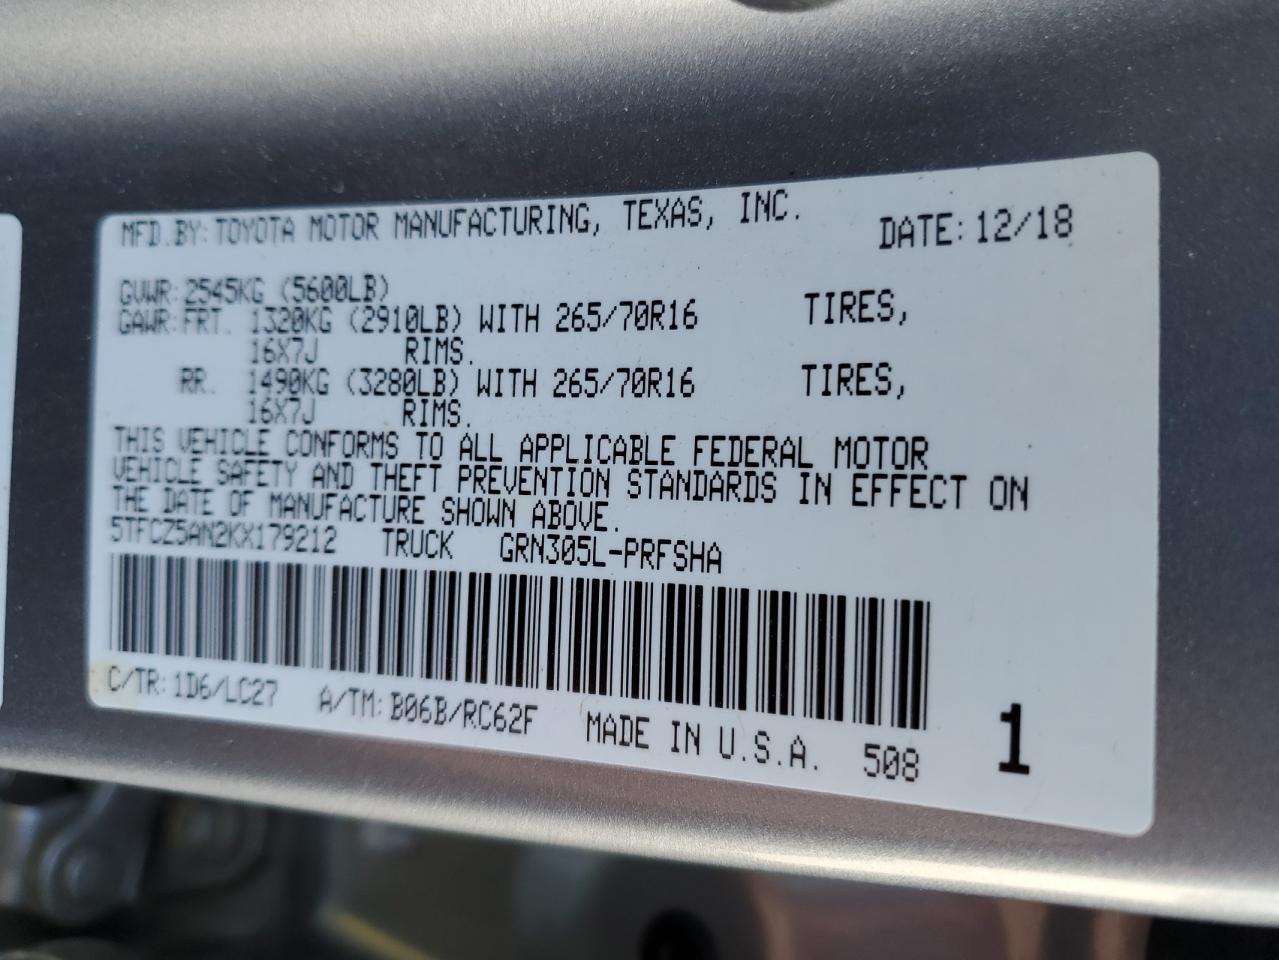 MFD.BY: TOYOTA MOTOR MANUFACTURING, TEXAS, INC. DATE: 12/18
GVWR: 2545KG (5600LB)
GAWR: FRT. 1320KG (2910LB) WITH 265/70R16 TIRES,
16X7J RIMS.
RR. 1490KG (3280LB) WITH 265/70R16 TIRES,
16X7J RIMS.
THIS VEHICLE CONFORMS TO ALL APPLICABLE FEDERAL MOTOR
VEHICLE SAFETY AND THEFT PREVENTION STANDARDS IN EFFECT ON
THE DATE OF MANUFACTURE SHOWN ABOVE.
5TFCZ5AN2KX179212 TRUCK GRN305L-PRFSHA
C/TR: 1D6/LC27 A/TM: B06B/RC62F MADE IN U.S.A. 508 1